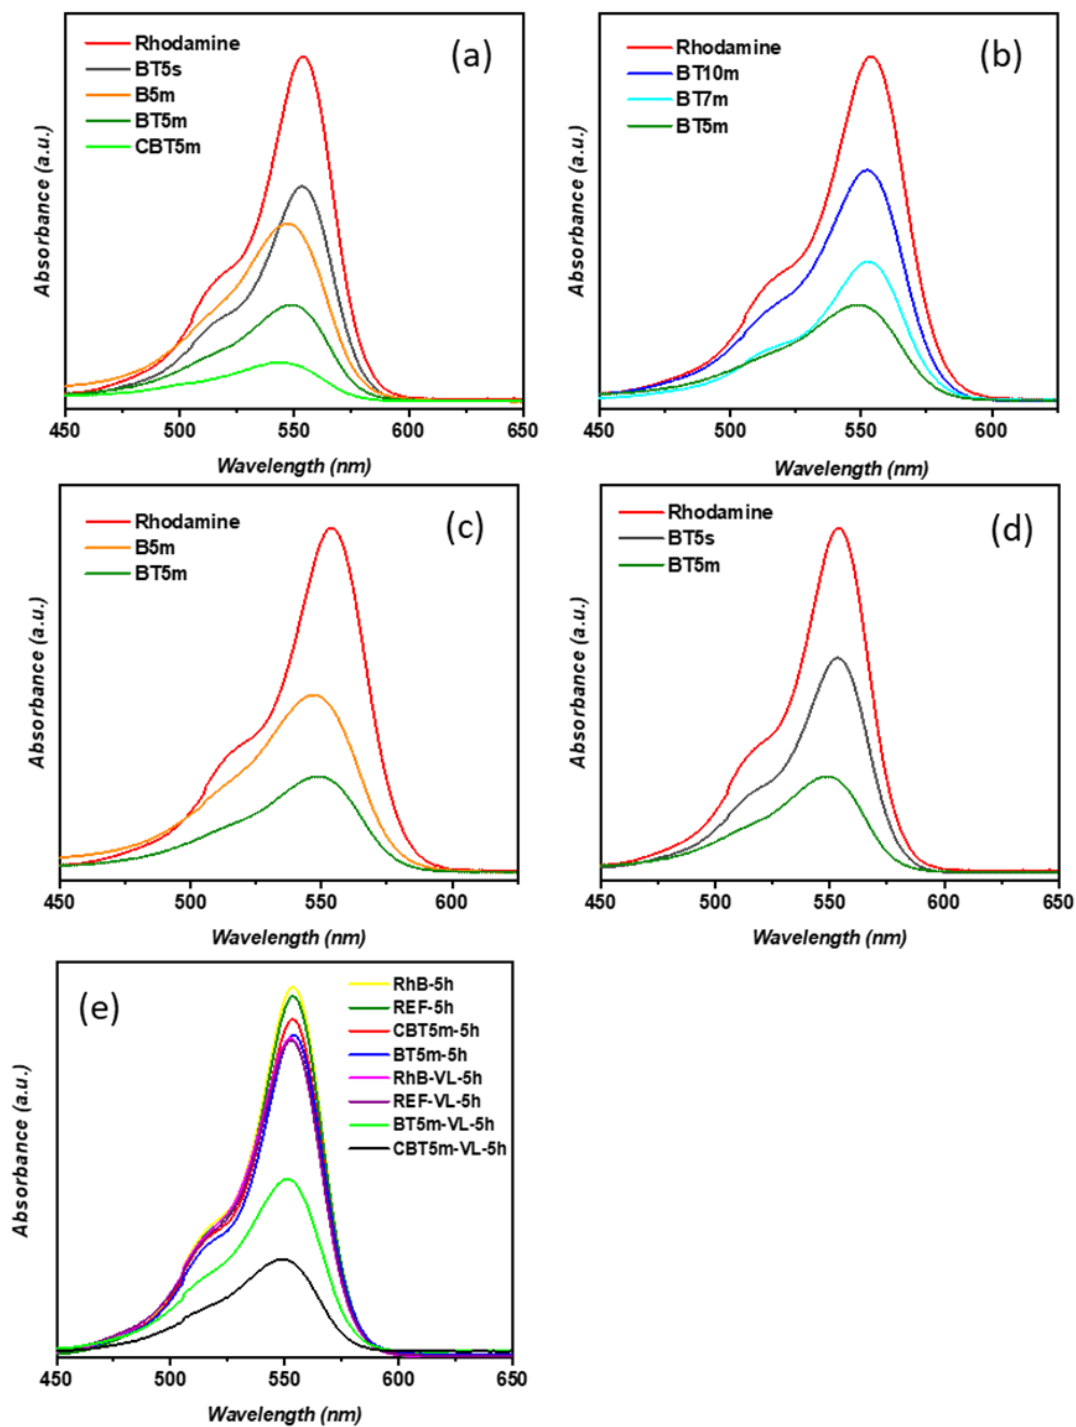 (a)
Rhodamine
BT5s
B5m
BT5m
CBT5m
Absorbance (a.u.)
450 500 550 600 650
Wavelength (nm)
(b)
Rhodamine
BT10m
BT7m
BT5m
Absorbance (a.u.)
450 500 550 600
Wavelength (nm)
(c)
Rhodamine
B5m
BT5m
Absorbance (a.u.)
450 500 550 600
Wavelength (nm)
(d)
Rhodamine
BT5s
BT5m
Absorbance (a.u.)
450 500 550 600 650
Wavelength (nm)
(e)
RhB-5h
REF-5h
CBT5m-5h
BT5m-5h
RhB-VL-5h
REF-VL-5h
BT5m-VL-5h
CBT5m-VL-5h
Absorbance (a.u.)
450 500 550 600 650
Wavelength (nm)